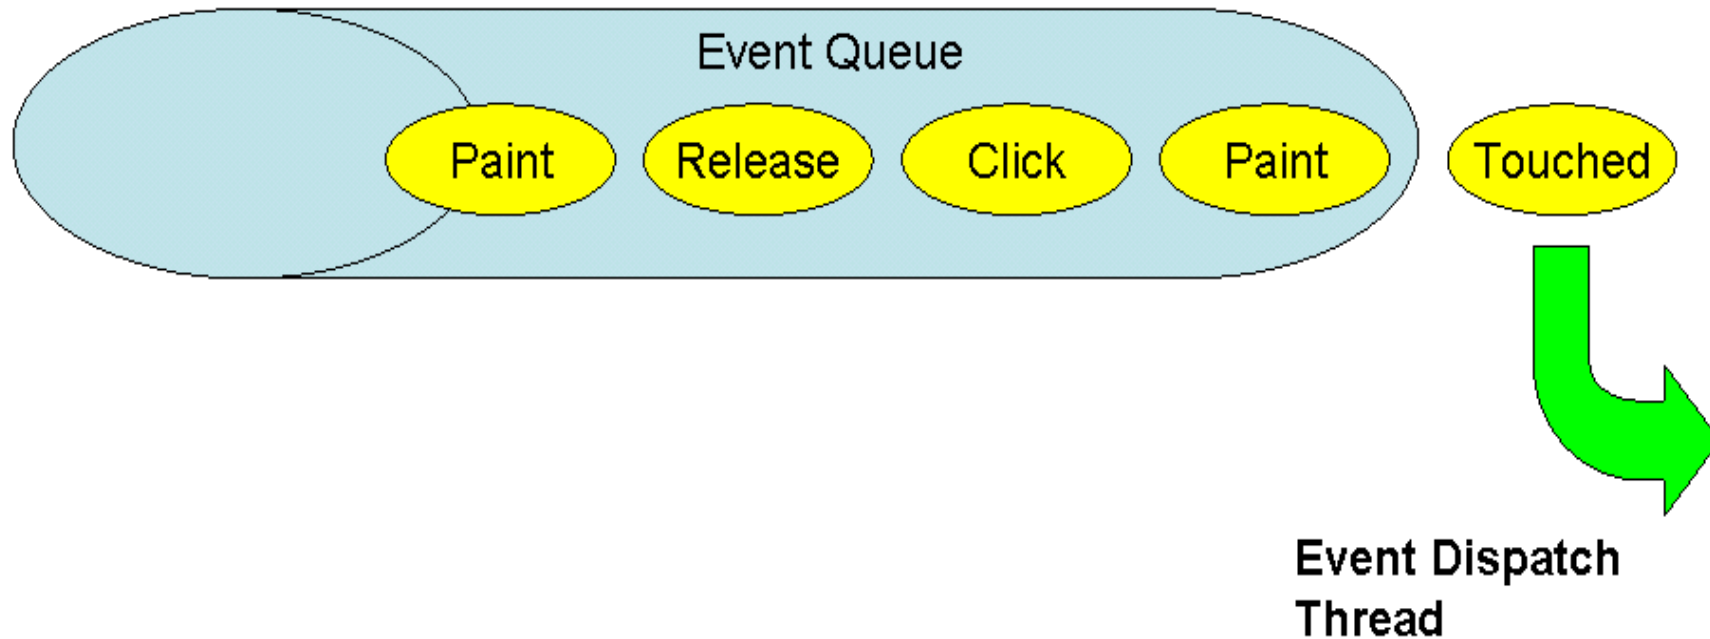 Event Queue
Paint Release Click Paint Touched
Event Dispatch
Thread